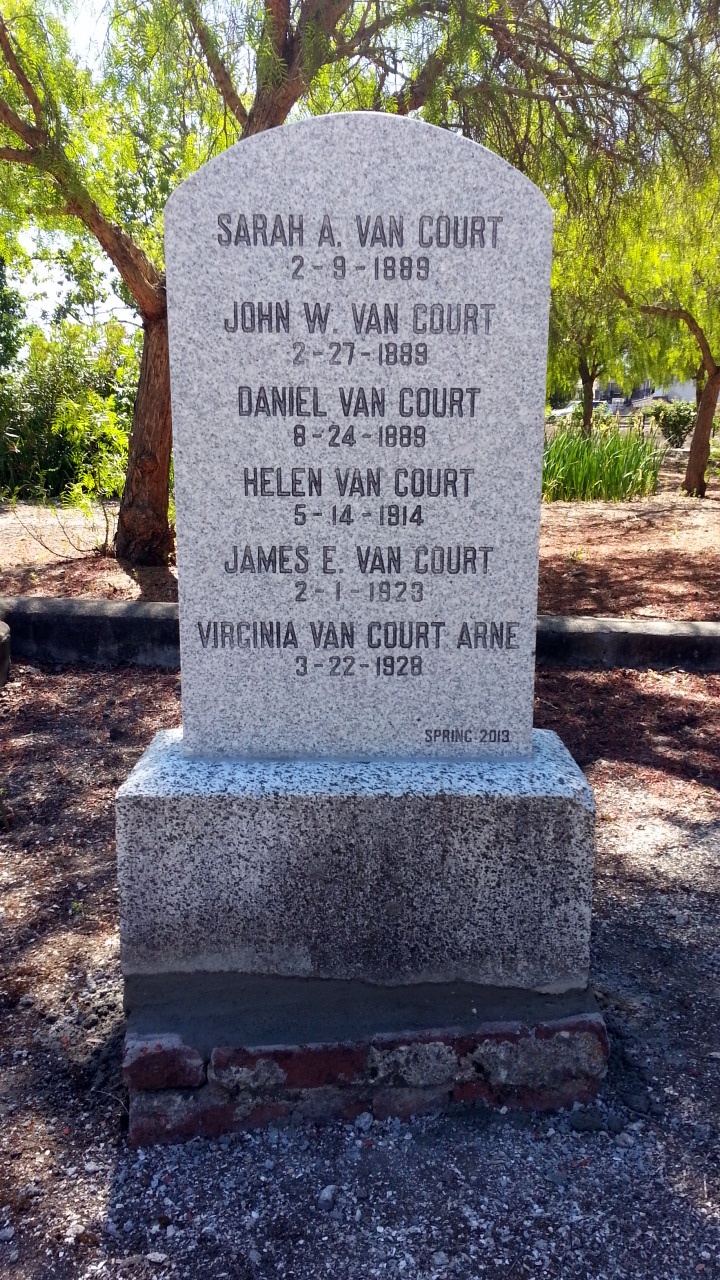 SARAH A. VAN COURT
2-9-1889
JOHN W. VAN COURT
2-27-1889
DANIEL VAN COURT
8-24-1889
HELEN VAN COURT
5-14-1914
JAMES E. VAN COURT
2-1-1923
VIRGINIA VAN COURT ARNE
3-22-1928
SPRING 2013